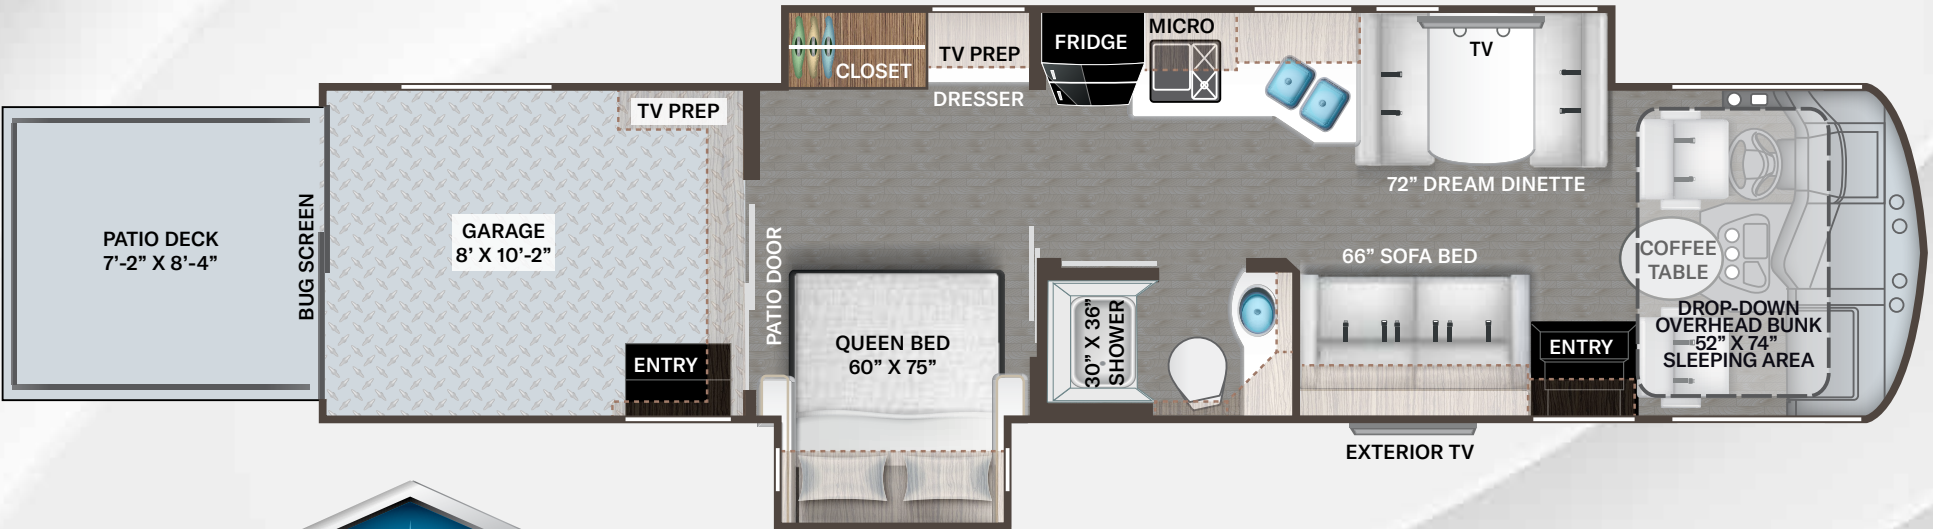 PATIO DECK
7'-2” X 8'-4”
BUG SCREEN
GARAGE
8’ X 10’-2”
TV PREP
ENTRY
PATIO DOOR
CLOSET
TV PREP
DRESSER
QUEEN BED
60” X 75”
FRIDGE
MICRO
30” X 36”
SHOWER
TV
72” DREAM DINETTE
66” SOFA BED
ENTRY
EXTERIOR TV
COFFEE
TABLE
DROP-DOWN
OVERHEAD BUNK
52” X 74”
SLEEPING AREA